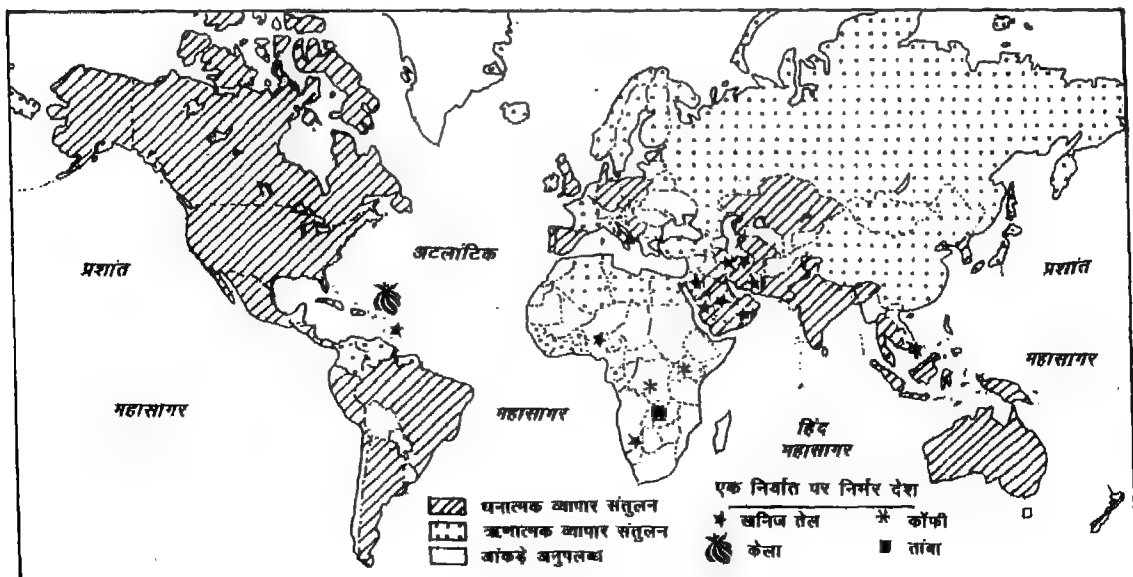 प्रशांत
अटलांटिक
प्रशांत
महासागर
महासागर
हिंद
महासागर
महासागर
धनात्मक व्यापार संतुलन
ऋणात्मक व्यापार संतुलन
आंकड़े अनुपलब्ध
एक निर्यात पर निर्भर देश
खनिज तेल
कॉफी
केला
तांबा